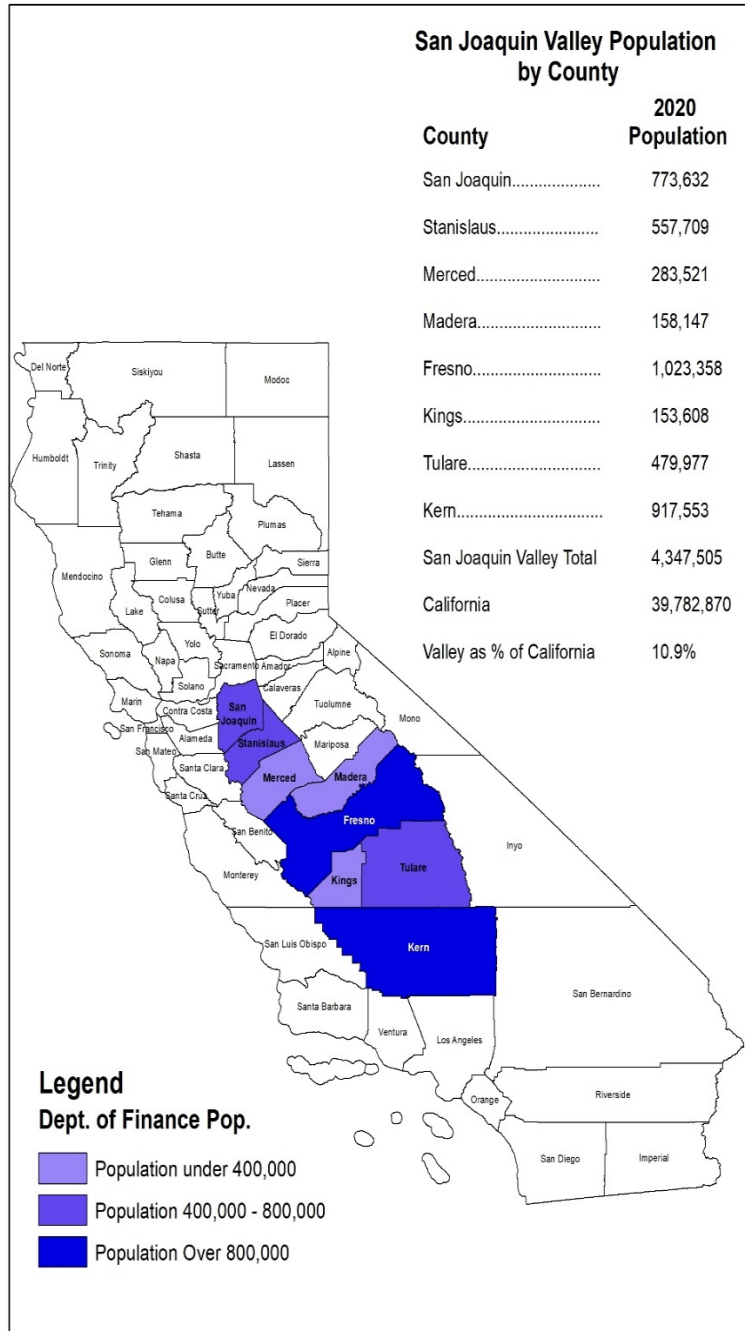 San Joaquin Valley Population
by County
2020
County Population
San Joaquin.................... 773,632
Stanislaus....................... 557,709
Merced............................ 283,521
Madera............................ 158,147
Fresno............................. 1,023,358
Kings............................... 153,608
Tulare.............................. 479,977
Kern................................. 917,553
San Joaquin Valley Total 4,347,505
California 39,782,870
Valley as % of California 10.9%
Del Norte
Siskiyou
Modoc
Humboldt
Trinity
Shasta
Lassen
Tehama
Plumas
Mendocino
Glenn
Butte
Sierra
Lake
Colusa
Sutter
Yuba
Nevada
Placer
Sonoma
Napa
Yolo
El Dorado
Solano
Sacramento
Amador
Alpine
Marin
Contra Costa
San
Joaquin
Calaveras
Tuolumne
Mono
San Francisco
Alameda
Stanislaus
Mariposa
San Mateo
Santa Clara
Merced
Madera
Santa Cruz
San Benito
Fresno
Inyo
Monterey
Kings
Tulare
San Luis Obispo
Kern
San Bernardino
Santa Barbara
Ventura
Los Angeles
Orange
Riverside
San Diego
Imperial
Legend
Dept. of Finance Pop.
Population under 400,000
Population 400,000 - 800,000
Population Over 800,000